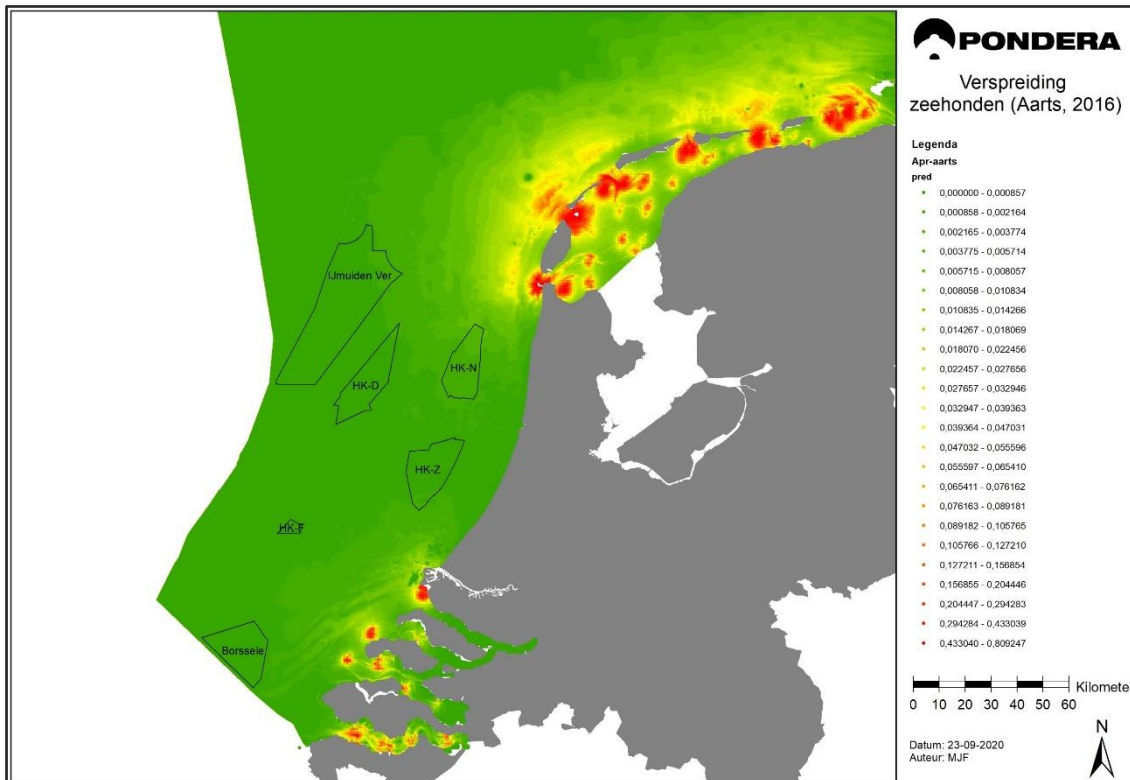 PONDERA
Verspreiding
zeehonden (Aarts, 2016)
Legenda
Apr-aarts
pred
0,000000 - 0,000857
0,000858 - 0,002164
0,002165 - 0,003774
0,003775 - 0,005714
0,005715 - 0,008057
0,008058 - 0,010834
0,010835 - 0,014266
0,014267 - 0,018069
0,018070 - 0,022456
0,022457 - 0,027656
0,027657 - 0,032946
0,032947 - 0,039363
0,039364 - 0,047031
0,047032 - 0,055596
0,055597 - 0,065410
0,065411 - 0,076162
0,076163 - 0,089181
0,089182 - 0,105765
0,105766 - 0,127210
0,127211 - 0,156854
0,156855 - 0,204446
0,204447 - 0,294283
0,294284 - 0,433039
0,433040 - 0,809247
Kilomete
0 10 20 30 40 50 60
Datum: 23-09-2020
Auteur: MJF
N
IJmuiden Ver
HK-D
HK-N
HK-Z
HK-F
Borssele